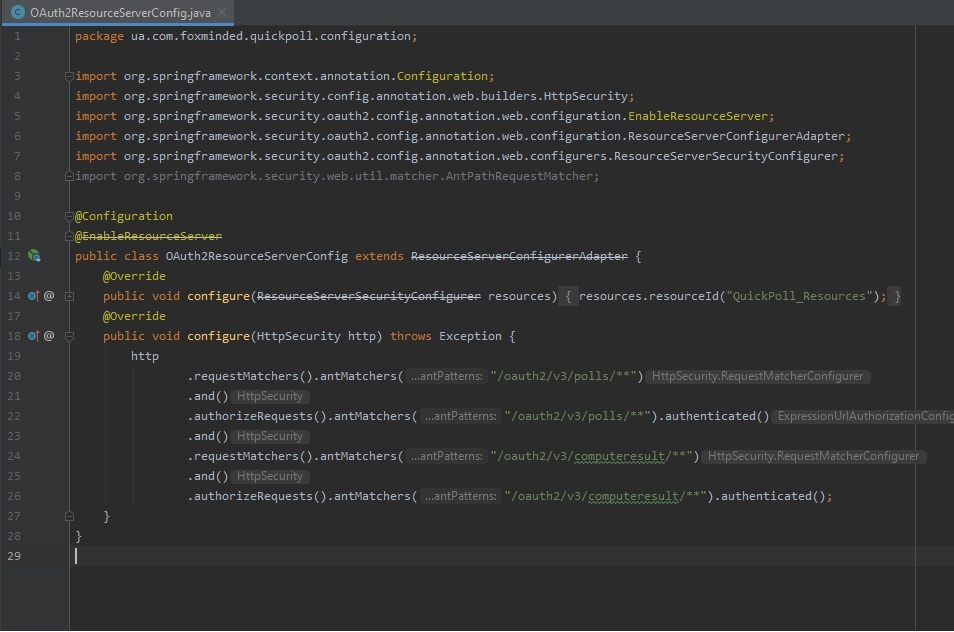 OAuth2ResourceServerConfig.java
1 package ua.com.foxminded.quickpoll.configuration;
2
3 import org.springframework.context.annotation.Configuration;
4 import org.springframework.security.config.annotation.web.builders.HttpSecurity;
5 import org.springframework.security.oauth2.config.annotation.web.configuration.EnableResourceServer;
6 import org.springframework.security.oauth2.config.annotation.web.configuration.ResourceServerConfigurerAdapter;
7 import org.springframework.security.oauth2.config.annotation.web.configurers.ResourceServerSecurityConfigurer;
8 import org.springframework.security.web.util.matcher.AntPathRequestMatcher;
9
10 @Configuration
11 @EnableResourceServer
12 public class OAuth2ResourceServerConfig extends ResourceServerConfigurerAdapter {
13 @Override
14 @ public void configure(ResourceServerSecurityConfigurer resources) { resources.resourceId("QuickPoll_Resources"); }
17 @Override
18 @ public void configure(HttpSecurity http) throws Exception {
19 http
20 .requestMatchers().antMatchers( ...antPatterns: "/oauth2/v3/polls/**") HttpSecurity.RequestMatcherConfigurer
21 .and() HttpSecurity
22 .authorizeRequests().antMatchers( ...antPatterns: "/oauth2/v3/polls/**").authenticated() ExpressionUrlAuthorizationConfig
23 .and() HttpSecurity
24 .requestMatchers().antMatchers( ...antPatterns: "/oauth2/v3/computeresult/**") HttpSecurity.RequestMatcherConfigurer
25 .and() HttpSecurity
26 .authorizeRequests().antMatchers( ...antPatterns: "/oauth2/v3/computeresult/**").authenticated();
27 }
28 }
29